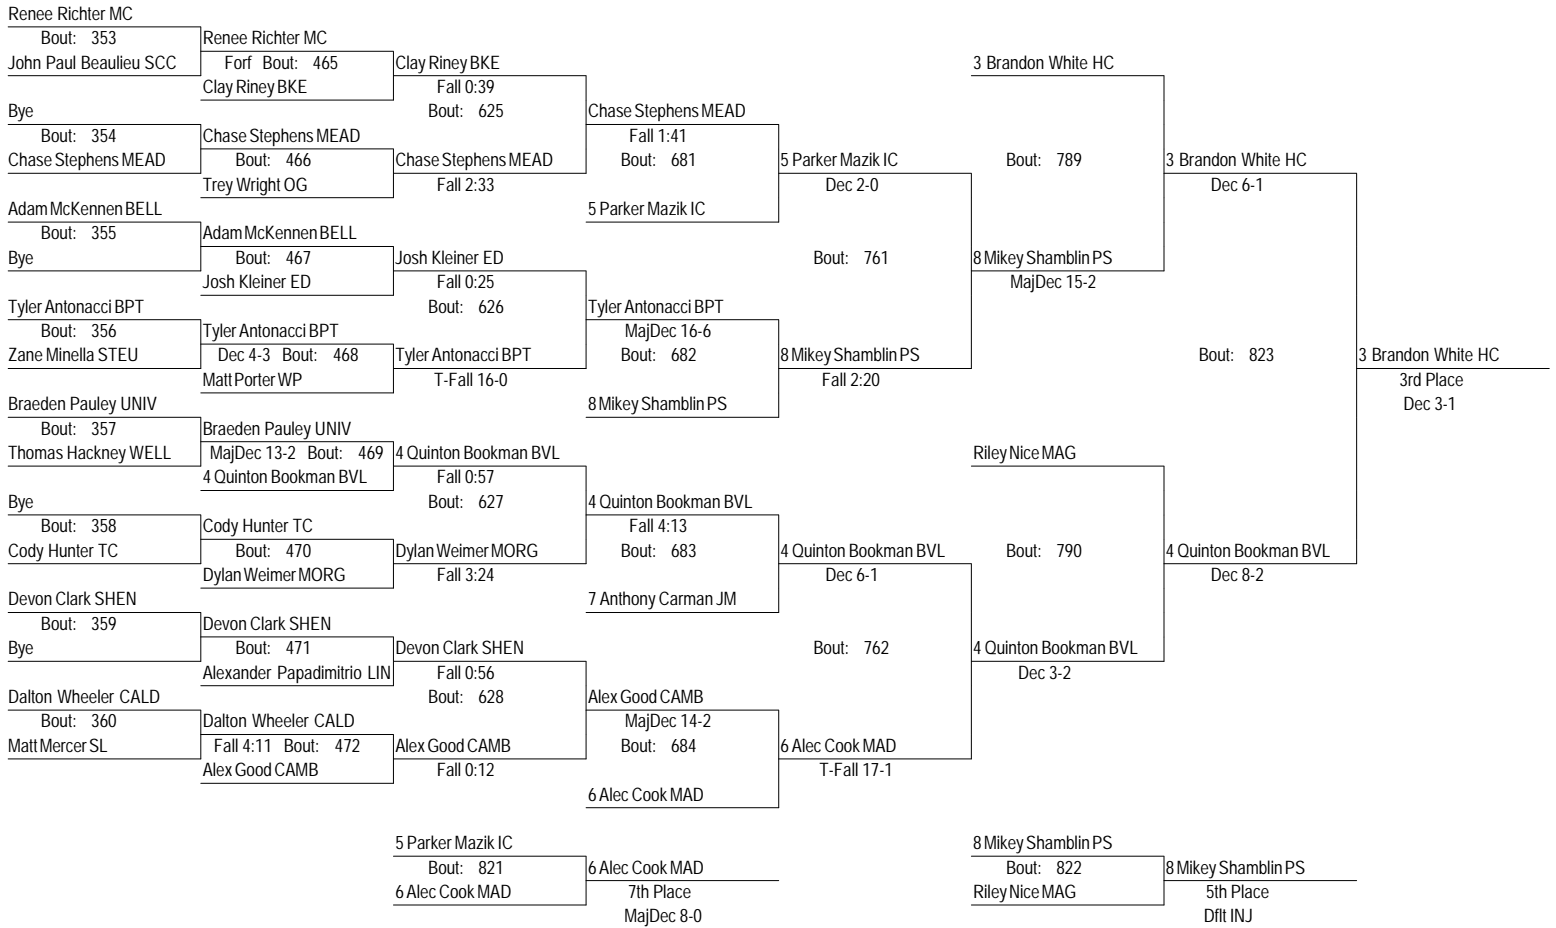 Renee Richter MC
Bout: 353
Renee Richter MC
John Paul Beaulieu SCC
Forf Bout: 465
Clay Riney BKE
3 Brandon White HC
Clay Riney BKE
Fall 0:39
Bye
Bout: 625
Chase Stephens MEAD
Bout: 354
Chase Stephens MEAD
Fall 1:41
Chase Stephens MEAD
Bout: 466
Chase Stephens MEAD
Bout: 681
5 Parker Mazik IC
Bout: 789
3 Brandon White HC
Trey Wright OG
Fall 2:33
Dec 2-0
Dec 6-1
Adam McKennen BELL
5 Parker Mazik IC
Bout: 355
Adam McKennen BELL
Bye
Bout: 467
Josh Kleiner ED
Bout: 761
8 Mikey Shamblin PS
Josh Kleiner ED
Fall 0:25
MajDec 15-2
Tyler Antonacci BPT
Bout: 626
Tyler Antonacci BPT
Bout: 356
Tyler Antonacci BPT
MajDec 16-6
Zane Minella STEU
Dec 4-3 Bout: 468
Tyler Antonacci BPT
Bout: 682
8 Mikey Shamblin PS
Bout: 823
3 Brandon White HC
Matt Porter WP
T-Fall 16-0
Fall 2:20
3rd Place
Braeden Pauley UNIV
8 Mikey Shamblin PS
Dec 3-1
Bout: 357
Braeden Pauley UNIV
Thomas Hackney WELL
MajDec 13-2 Bout: 469
4 Quinton Bookman BVL
Riley Nice MAG
4 Quinton Bookman BVL
Fall 0:57
Bye
Bout: 627
4 Quinton Bookman BVL
Bout: 358
Cody Hunter TC
Fall 4:13
Cody Hunter TC
Bout: 470
Dylan Weimer MORG
Bout: 683
4 Quinton Bookman BVL
Bout: 790
4 Quinton Bookman BVL
Dylan Weimer MORG
Fall 3:24
Dec 6-1
Dec 8-2
Devon Clark SHEN
7 Anthony Carman JM
Bout: 359
Devon Clark SHEN
Bye
Bout: 471
Devon Clark SHEN
Bout: 762
4 Quinton Bookman BVL
Alexander Papadimitrio LIN
Fall 0:56
Dec 3-2
Dalton Wheeler CALD
Bout: 628
Alex Good CAMB
Bout: 360
Dalton Wheeler CALD
MajDec 14-2
Matt Mercer SL
Fall 4:11 Bout: 472
Alex Good CAMB
Bout: 684
6 Alec Cook MAD
Alex Good CAMB
Fall 0:12
T-Fall 17-1
6 Alec Cook MAD
5 Parker Mazik IC
8 Mikey Shamblin PS
Bout: 821
6 Alec Cook MAD
Bout: 822
8 Mikey Shamblin PS
6 Alec Cook MAD
7th Place
Riley Nice MAG
5th Place
MajDec 8-0
Dflt INJ